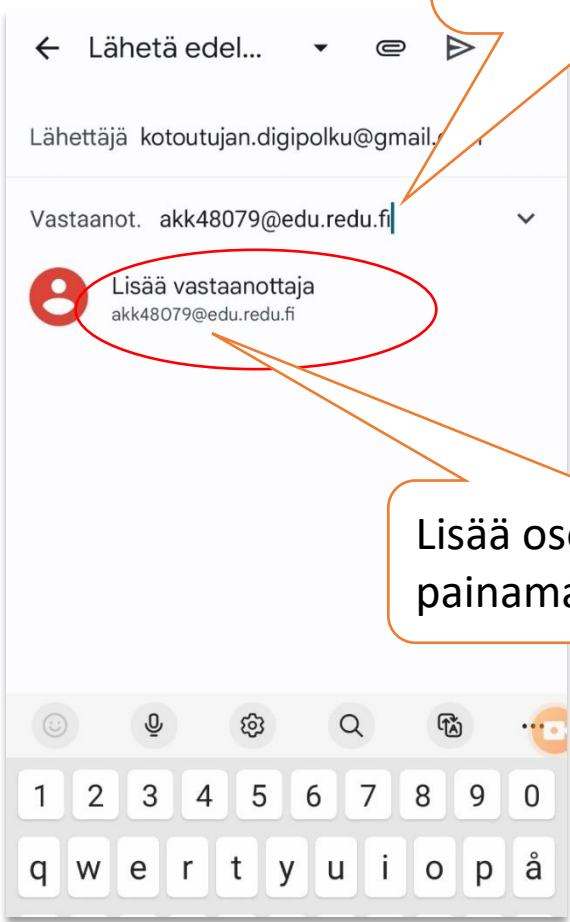 Lähetä edel...
Lähettäjä kotoutujan.digipolku@gmail.
Vastaanot. akk48079@edu.redu.fi
Lisää vastaanottaja
akk48079@edu.redu.fi
Lisää
1 2 3 4 5 6 7 8 9 0
q w e r t y u i o p å